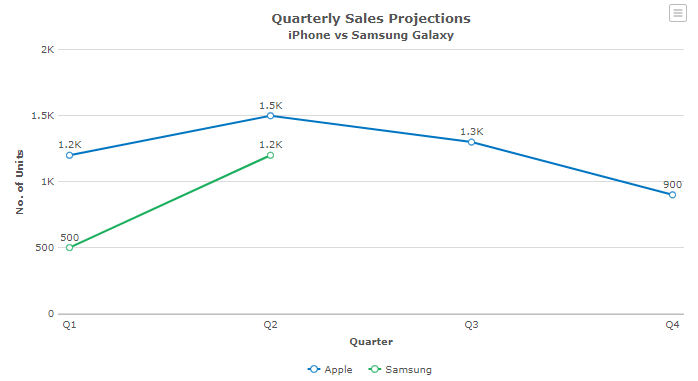 Quarterly Sales Projections
iPhone vs Samsung Galaxy
2K
1.5K
1K
500
0
No. of Units
1.2K
1.5K
1.3K
900
500
1.2K
Q1 Q2 Q3 Q4
Quarter
Apple Samsung